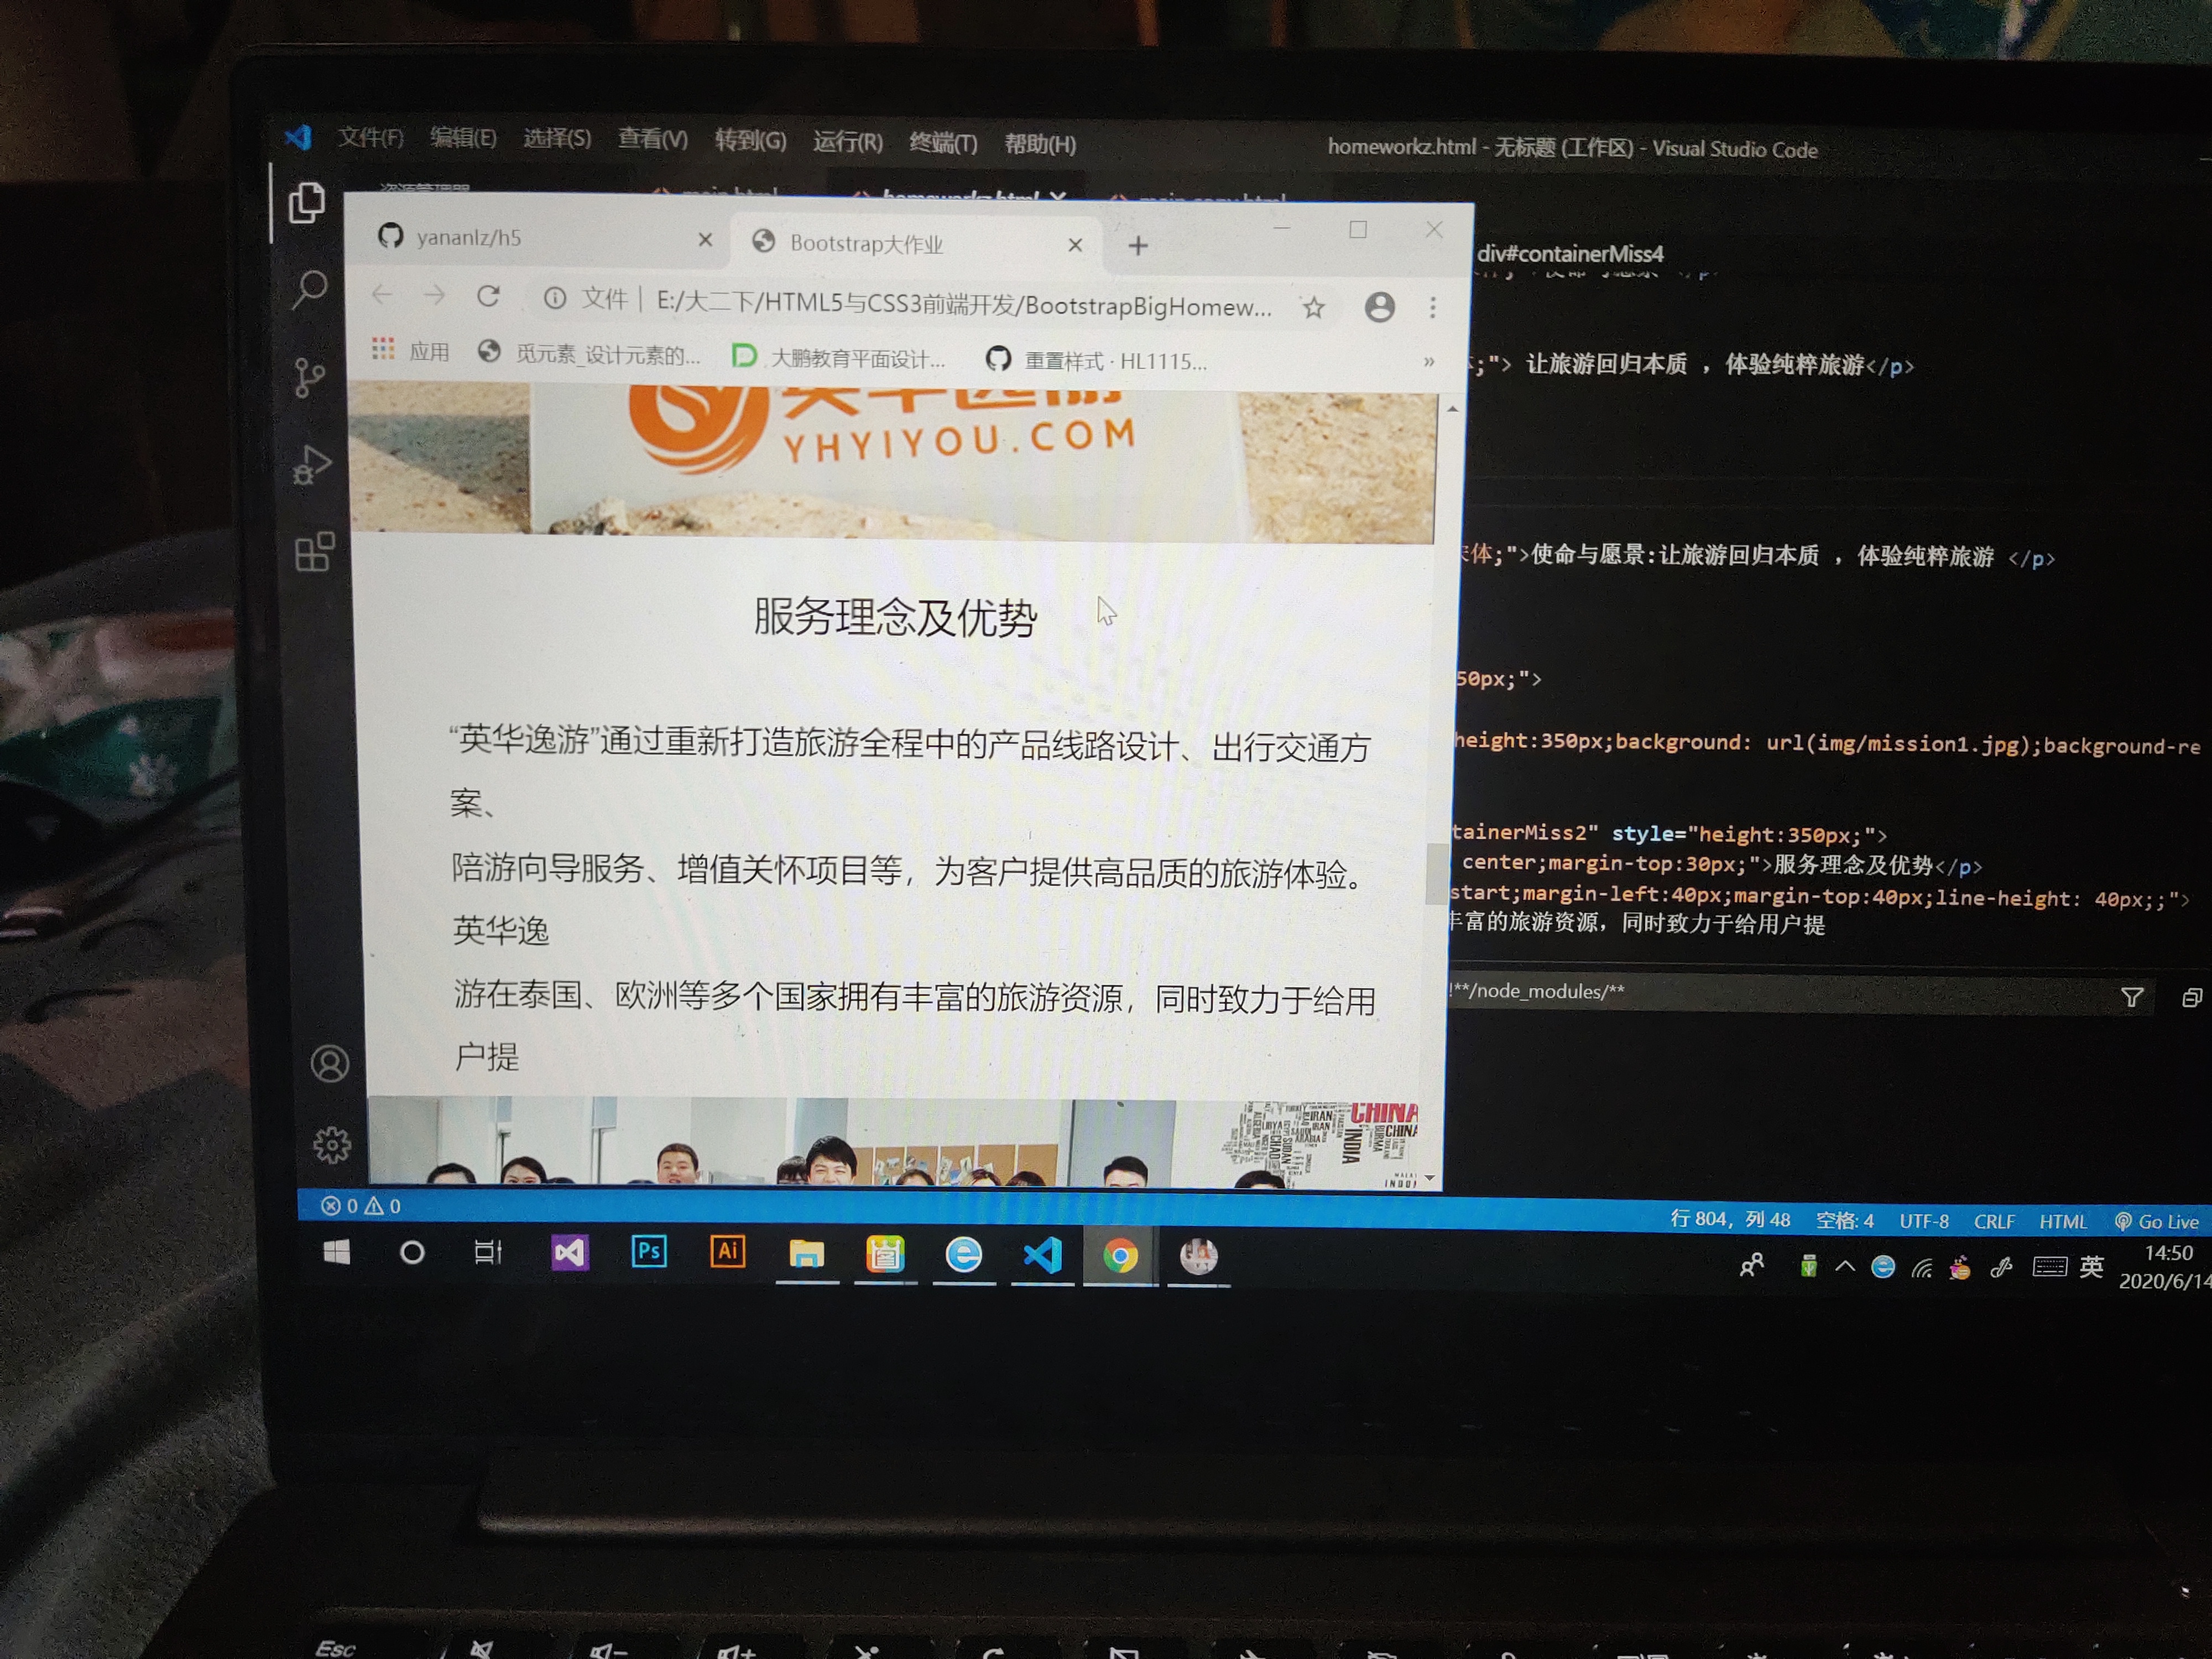 文件(F) 编辑(E) 选择(S) 查看(V) 转到(G) 运行(R) 终端(T) 帮助(H)
homeworkz.html - 无标题 (工作区) - Visual Studio Code
homeworkz.html
yananlz/h5
Bootstrap大作业
div#containerMiss4
文件 E:/大二下/HTML5与CSS3前端开发/BootstrapBigHomew...
应用 觅元素_设计元素的... 大鹏教育平面设计... 重置样式 · HL1115...
;"> 让旅游回归本质 ，体验纯粹旅游</p>
YHYIYOU.COM
体;">使命与愿景:让旅游回归本质 ，体验纯粹旅游 </p>
服务理念及优势
50px;">
“英华逸游”通过重新打造旅游全程中的产品线路设计、出行交通方
案、
陪游向导服务、增值关怀项目等，为客户提供高品质的旅游体验。
英华逸
游在泰国、欧洲等多个国家拥有丰富的旅游资源，同时致力于给用
户提
height:350px;background: url(img/mission1.jpg);background-re
tainerMiss2" style="height:350px;">
center;margin-top:30px;">服务理念及优势</p>
start;margin-left:40px;margin-top:40px;line-height: 40px;;">
丰富的旅游资源，同时致力于给用户提
!**/node_modules/**
CHINA
IRAN
INDIA
CHINA
BURMA
CHAD
SUDAN
0 0
行 804，列 48 空格: 4 UTF-8 CRLF HTML Go Live
Ps Ai
英
14:50
2020/6/14
Esc